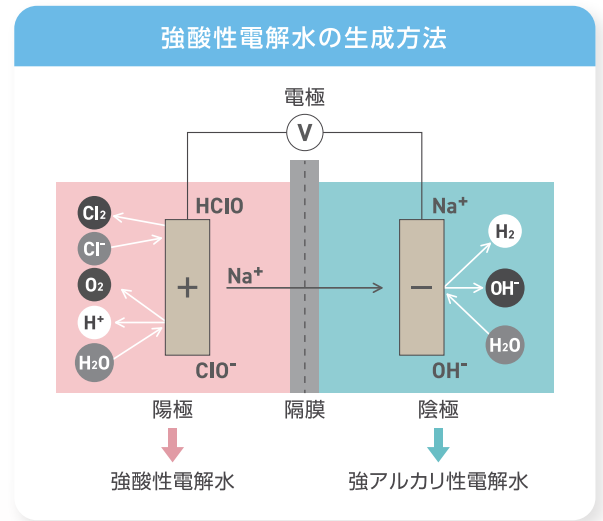 強酸性電解水の生成方法
電極
V
HClO
Na⁺
Cl₂
Cl⁻
O₂
H⁺
H₂O
+
Na⁺
−
H₂
OH⁻
H₂O
ClO⁻
OH⁻
陽極
隔膜
陰極
強酸性電解水
強アルカリ性電解水